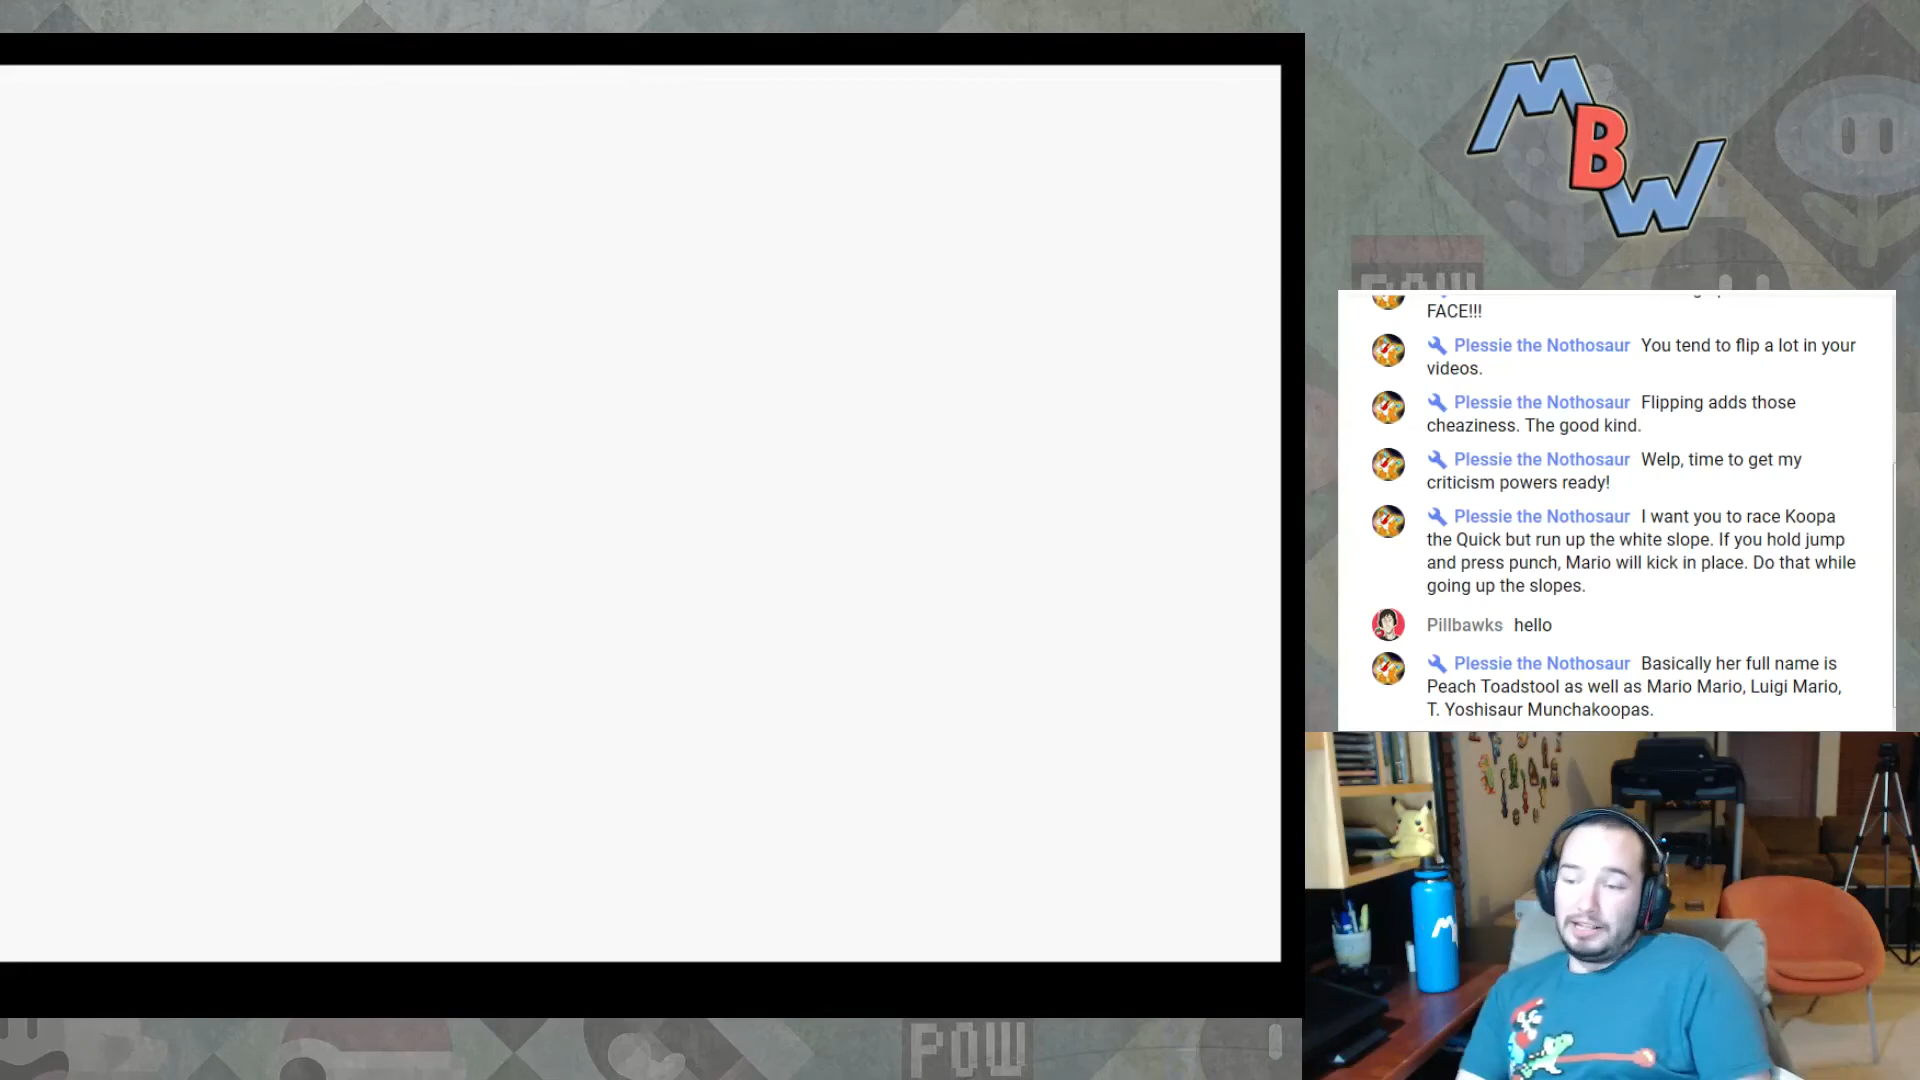 MBW
POW
FACE!!!
Plessie the Nothosaur You tend to flip a lot in your
videos.
Plessie the Nothosaur Flipping adds those
cheaziness. The good kind.
Plessie the Nothosaur Welp, time to get my
criticism powers ready!
Plessie the Nothosaur I want you to race Koopa
the Quick but run up the white slope. If you hold jump
and press punch, Mario will kick in place. Do that while
going up the slopes.
Pillbawks hello
Plessie the Nothosaur Basically her full name is
Peach Toadstool as well as Mario Mario, Luigi Mario,
T. Yoshisaur Munchakoopas.
M
POW